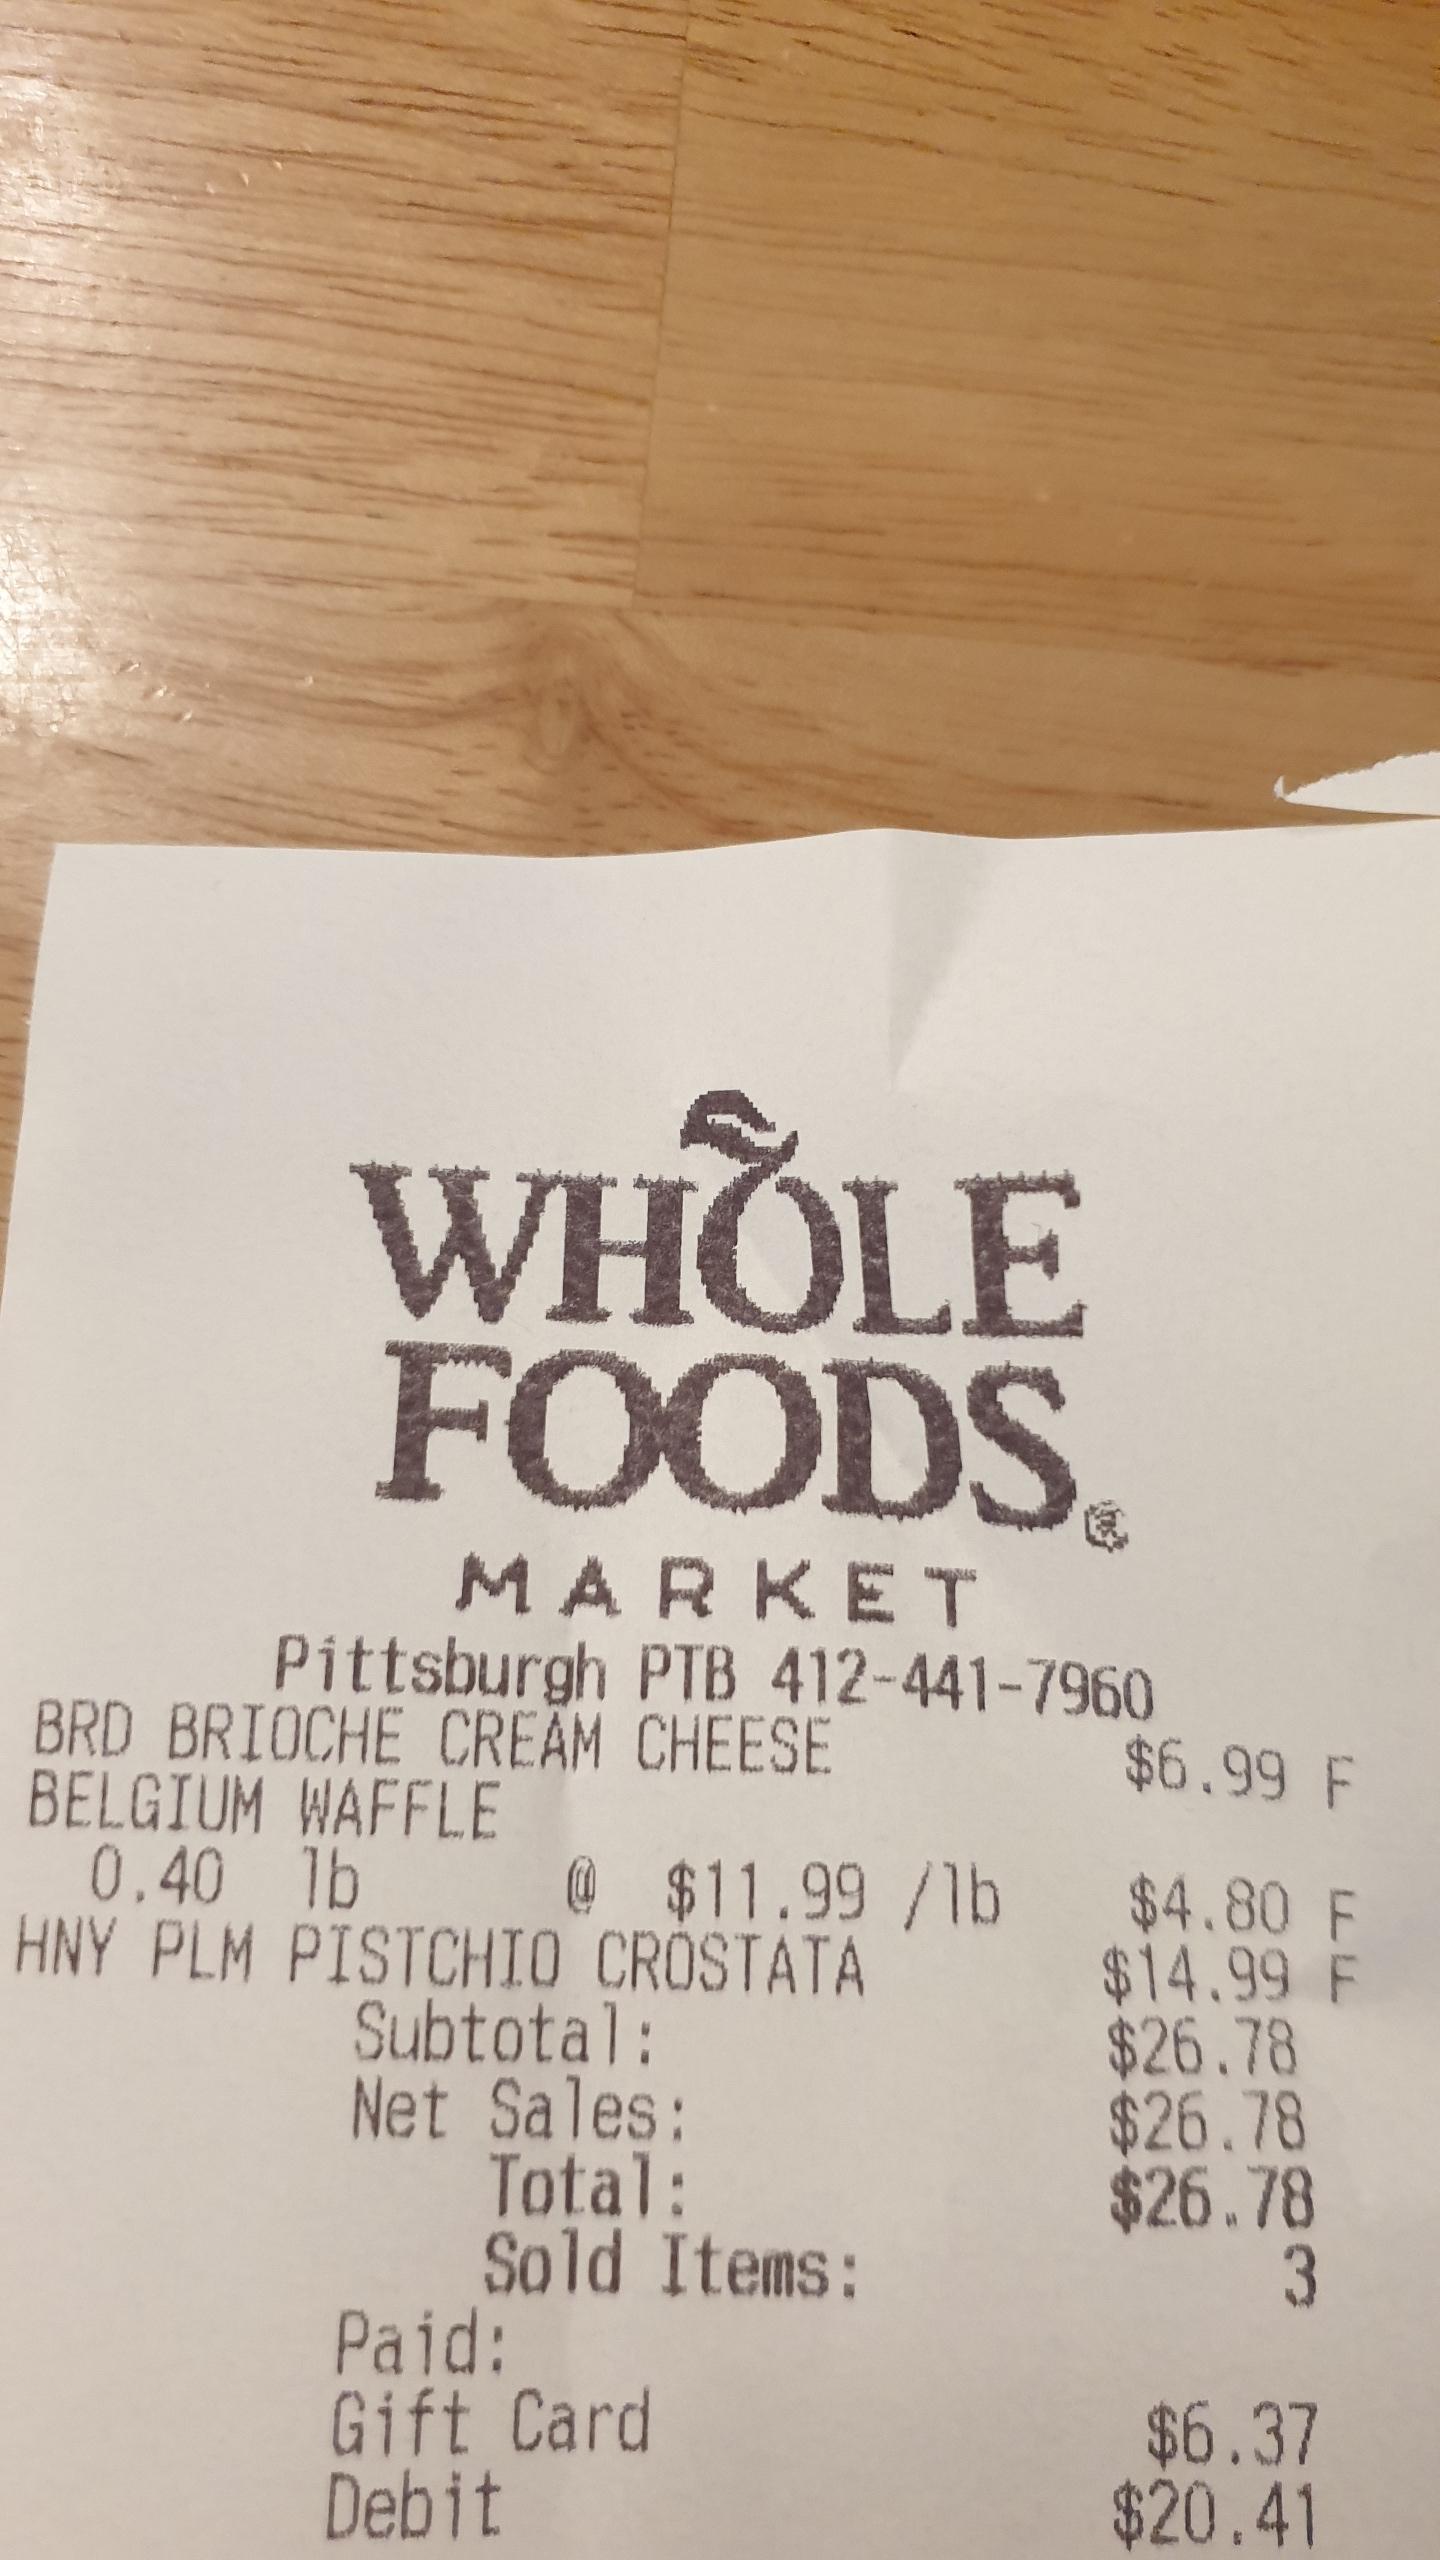 WHOLE
FOODS®
MARKET
Pittsburgh PTB 412-441-7960
BRD BRIOCHE CREAM CHEESE $6.99 F
BELGIUM WAFFLE
0.40 lb @ $11.99 /lb $4.80 F
HNY PLM PISTCHIO CROSTATA $14.99 F
Subtotal: $26.78
Net Sales: $26.78
Total: $26.78
Sold Items: 3
Paid:
Gift Card $6.37
Debit $20.41